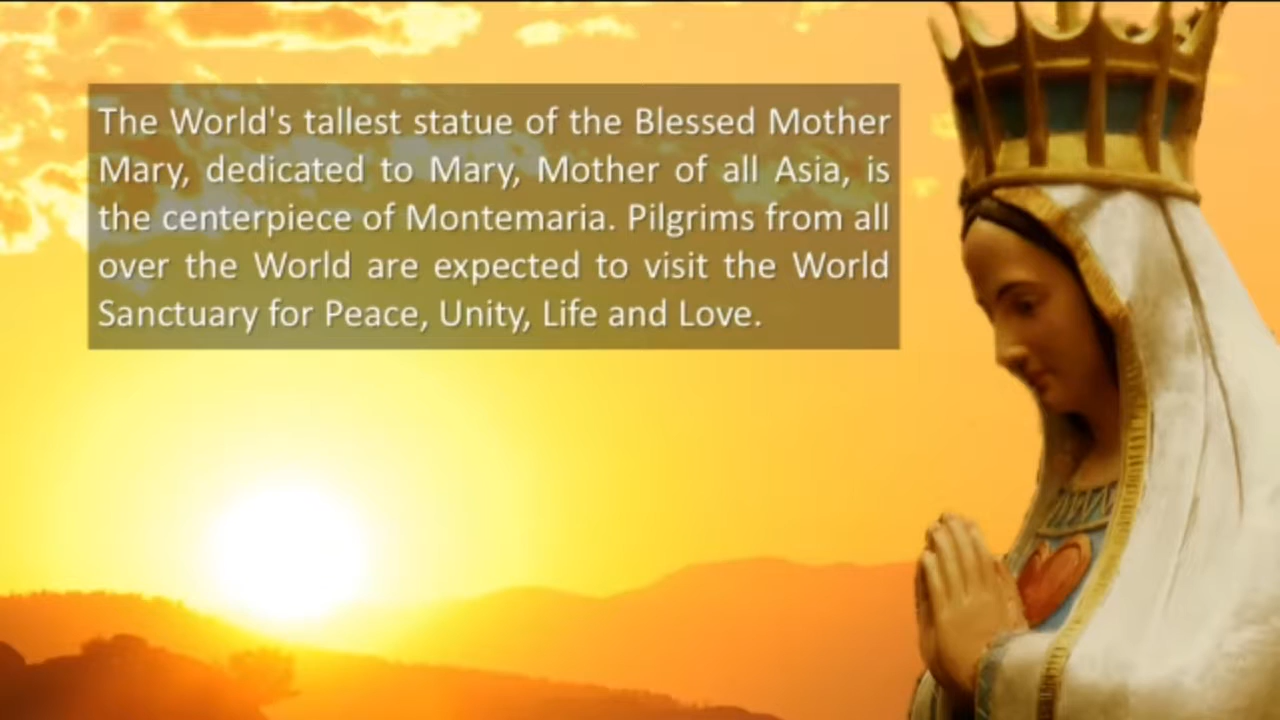 The World's tallest statue of the Blessed Mother
Mary, dedicated to Mary, Mother of all Asia, is
the centerpiece of Montemaria. Pilgrims from all
over the World are expected to visit the World
Sanctuary for Peace, Unity, Life and Love.